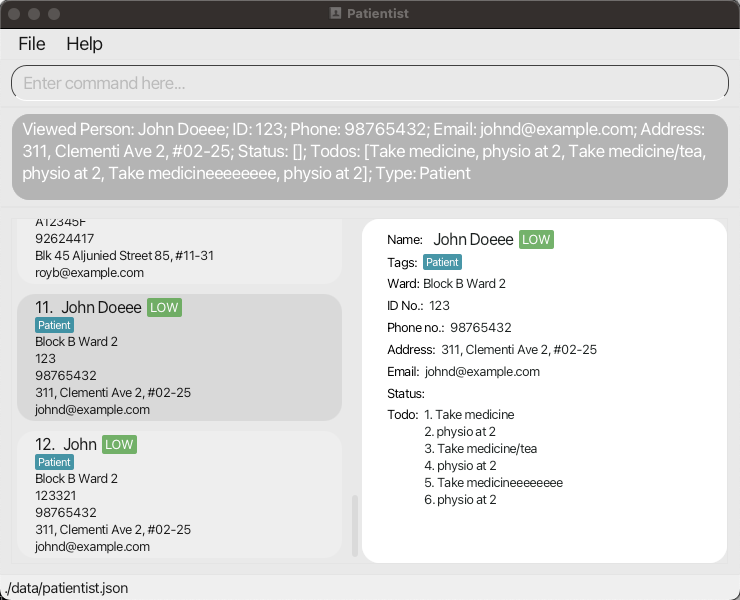 Patientist
File Help
Enter command here...
Viewed Person: John Doeee; ID: 123; Phone: 98765432; Email: johnd@example.com; Address:
311, Clementi Ave 2, #02-25; Status: []; Todos: [Take medicine, physio at 2, Take medicine/tea,
physio at 2, Take medicineeeeeeee, physio at 2]; Type: Patient
A12345F
92624417
Blk 45 Aljunied Street 85, #11-31
royb@example.com
11. John Doeee LOW
Patient
Block B Ward 2
123
98765432
311, Clementi Ave 2, #02-25
johnd@example.com
12. John LOW
Patient
Block B Ward 2
123321
98765432
311, Clementi Ave 2, #02-25
johnd@example.com
Name: John Doeee LOW
Tags: Patient
Ward: Block B Ward 2
ID No.: 123
Phone no.: 98765432
Address: 311, Clementi Ave 2, #02-25
Email: johnd@example.com
Status:
Todo: 1. Take medicine
2. physio at 2
3. Take medicine/tea
4. physio at 2
5. Take medicineeeeeeee
6. physio at 2
./data/patientist.json